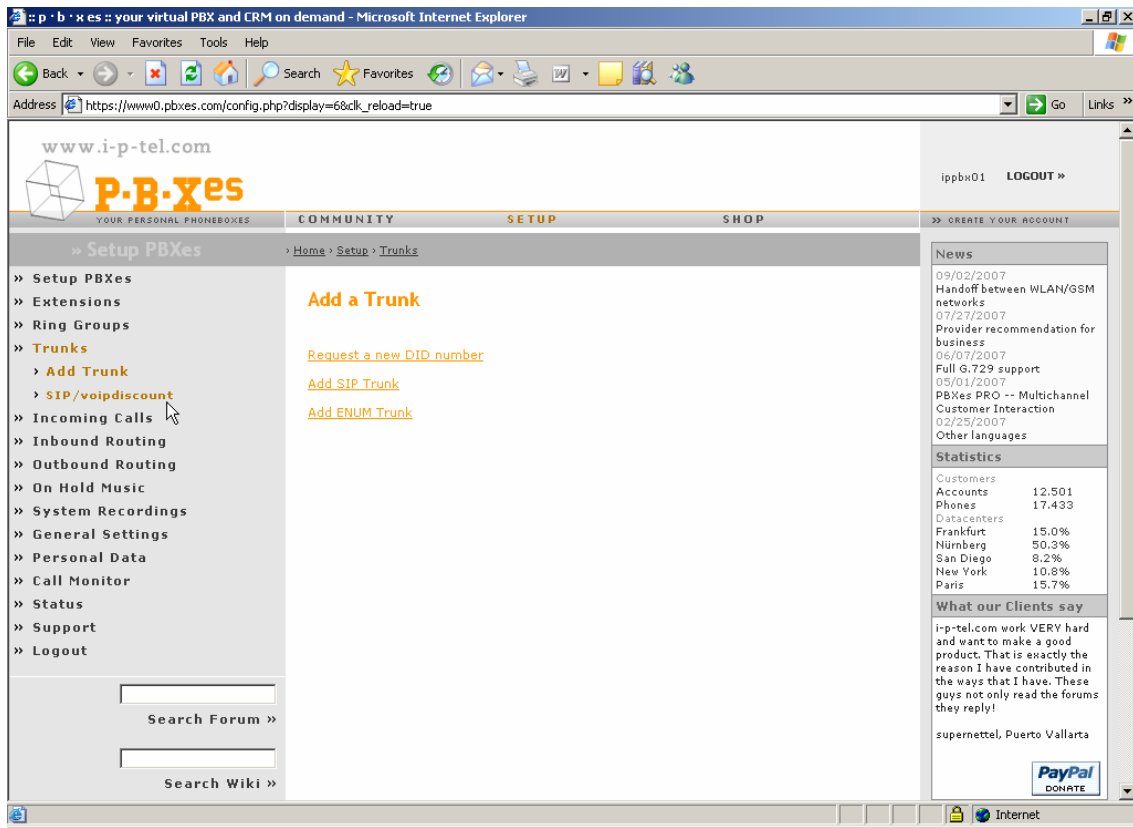 :: p · b · x es :: your virtual PBX and CRM on demand - Microsoft Internet Explorer
File Edit View Favorites Tools Help
Back Search Favorites
Address https://www0.pbxes.com/config.php?display=6&clk_reload=true Go Links »
www.i-p-tel.com
P·B·Xes
YOUR PERSONAL PHONEBOXES
COMMUNITY SETUP SHOP
ippbx01 LOGOUT »
» CREATE YOUR ACCOUNT
» Setup PBXes
› Home › Setup › Trunks
» Setup PBXes
» Extensions
» Ring Groups
» Trunks
› Add Trunk
› SIP/voipdiscount
» Incoming Calls
» Inbound Routing
» Outbound Routing
» On Hold Music
» System Recordings
» General Settings
» Personal Data
» Call Monitor
» Status
» Support
» Logout
Search Forum »
Search Wiki »
Add a Trunk
Request a new DID number
Add SIP Trunk
Add ENUM Trunk
News
09/02/2007
Handoff between WLAN/GSM
networks
07/27/2007
Provider recommendation for
business
06/07/2007
Full G.729 support
05/01/2007
PBXes PRO -- Multichannel
Customer Interaction
02/25/2007
Other languages
Statistics
Customers
Accounts 12.501
Phones 17.433
Datacenters
Frankfurt 15.0%
Nürnberg 50.3%
San Diego 8.2%
New York 10.8%
Paris 15.7%
What our Clients say
i-p-tel.com work VERY hard
and want to make a good
product. That is exactly the
reason I have contributed in
the ways that I have. These
guys not only read the forums
they reply!
supernettel, Puerto Vallarta
PayPal
DONATE
Internet